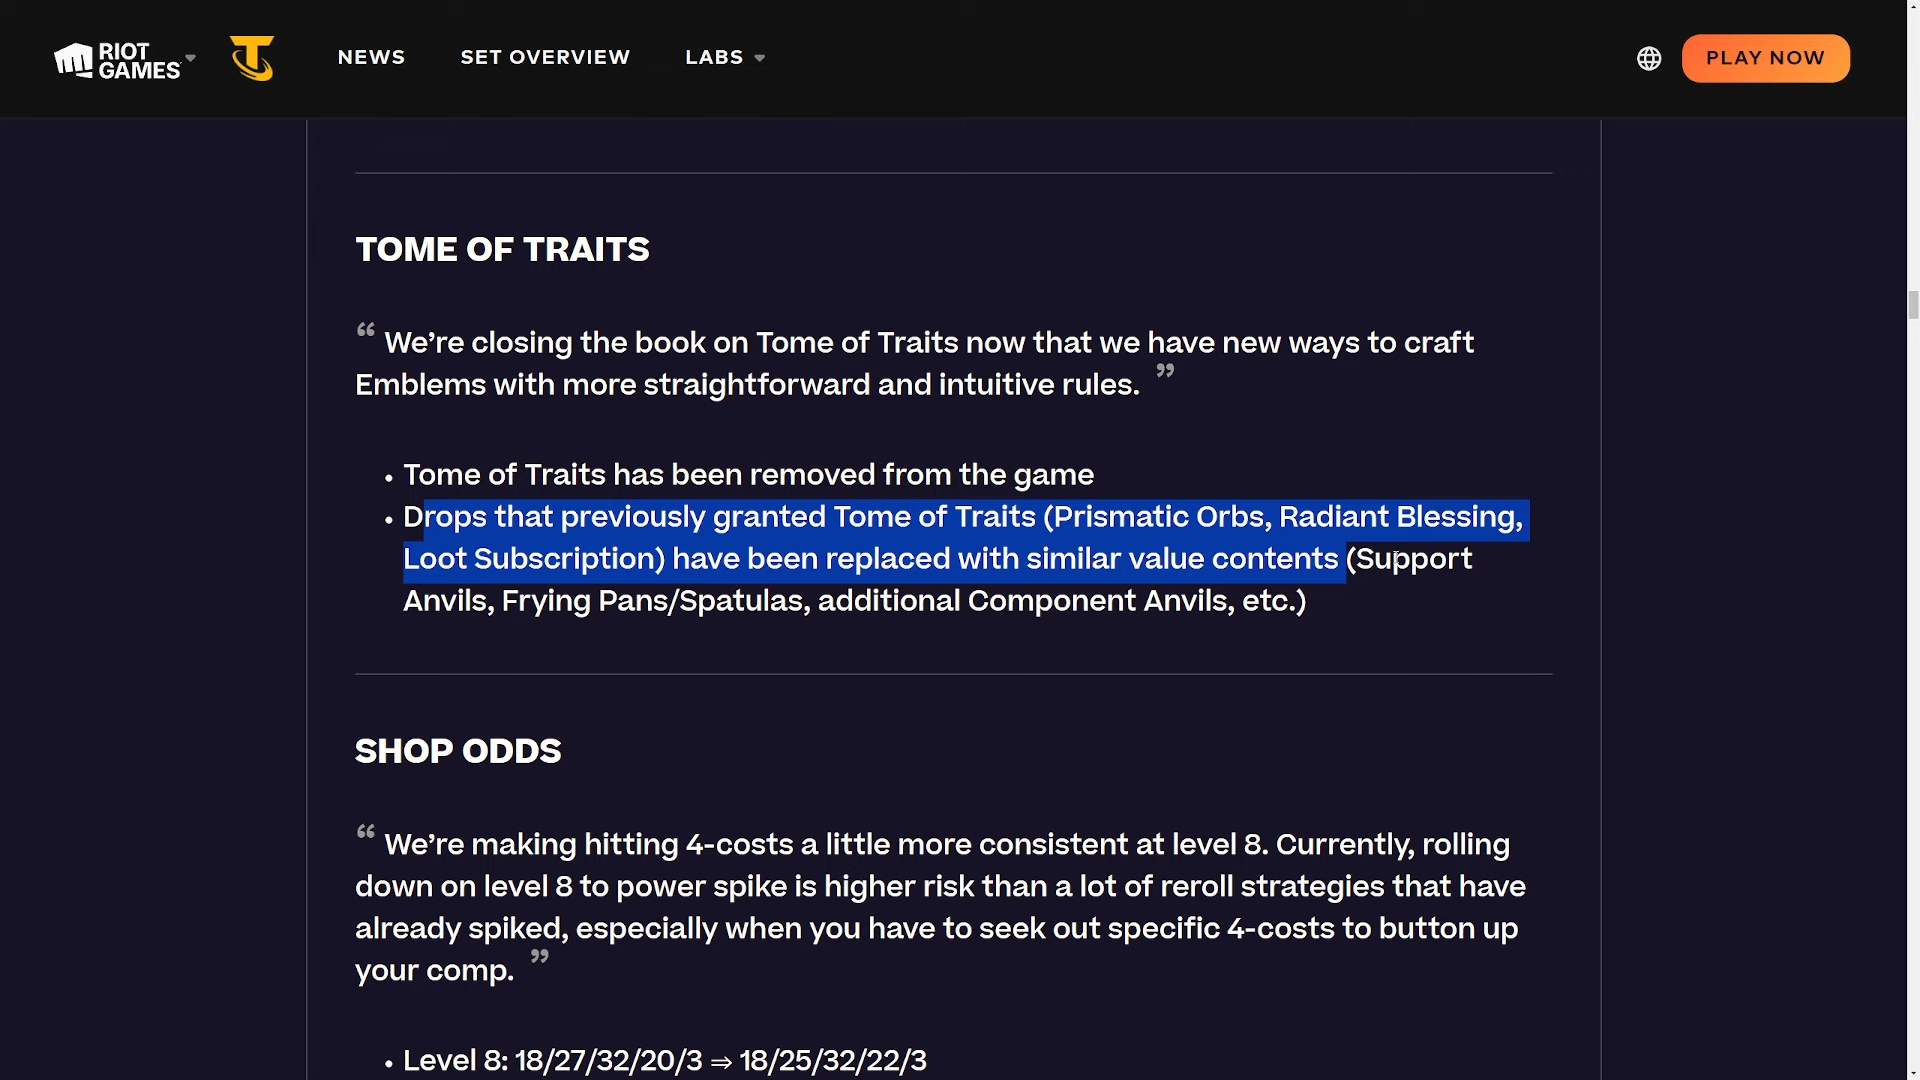 RIOT GAMES
NEWS
SET OVERVIEW
LABS
PLAY NOW
TOME OF TRAITS
“ We’re closing the book on Tome of Traits now that we have new ways to craft
Emblems with more straightforward and intuitive rules. ”
• Tome of Traits has been removed from the game
• Drops that previously granted Tome of Traits (Prismatic Orbs, Radiant Blessing,
Loot Subscription) have been replaced with similar value contents (Support
Anvils, Frying Pans/Spatulas, additional Component Anvils, etc.)
SHOP ODDS
“ We’re making hitting 4-costs a little more consistent at level 8. Currently, rolling
down on level 8 to power spike is higher risk than a lot of reroll strategies that have
already spiked, especially when you have to seek out specific 4-costs to button up
your comp. ”
• Level 8: 18/27/32/20/3 ⇒ 18/25/32/22/3